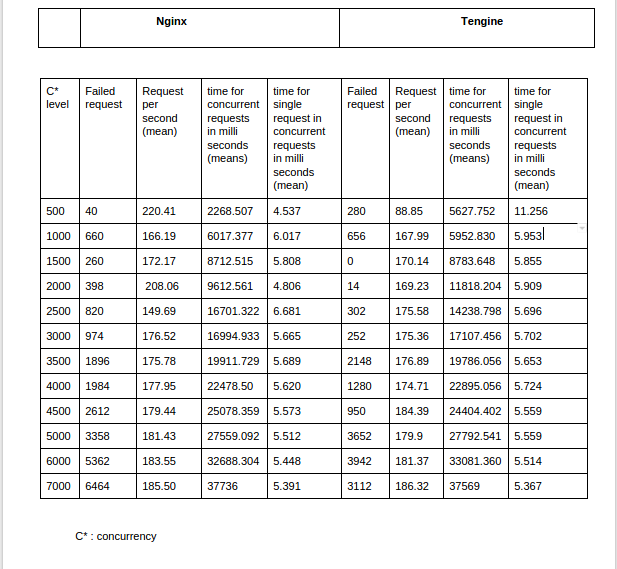 Nginx Tengine
C* level Failed request Request per second (mean) time for concurrent requests in milli seconds (means) time for single request in concurrent requests in milli seconds (mean) Failed request Request per second (mean) time for concurrent requests in milli seconds (means) time for single request in concurrent requests in milli seconds (mean)
500 40 220.41 2268.507 4.537 280 88.85 5627.752 11.256
1000 660 166.19 6017.377 6.017 656 167.99 5952.830 5.953
1500 260 172.17 8712.515 5.808 0 170.14 8783.648 5.855
2000 398 208.06 9612.561 4.806 14 169.23 11818.204 5.909
2500 820 149.69 16701.322 6.681 302 175.58 14238.798 5.696
3000 974 176.52 16994.933 5.665 252 175.36 17107.456 5.702
3500 1896 175.78 19911.729 5.689 2148 176.89 19786.056 5.653
4000 1984 177.95 22478.50 5.620 1280 174.71 22895.056 5.724
4500 2612 179.44 25078.359 5.573 950 184.39 24404.402 5.559
5000 3358 181.43 27559.092 5.512 3652 179.9 27792.541 5.559
6000 5362 183.55 32688.304 5.448 3942 181.37 33081.360 5.514
7000 6464 185.50 37736 5.391 3112 186.32 37569 5.367
C* : concurrency